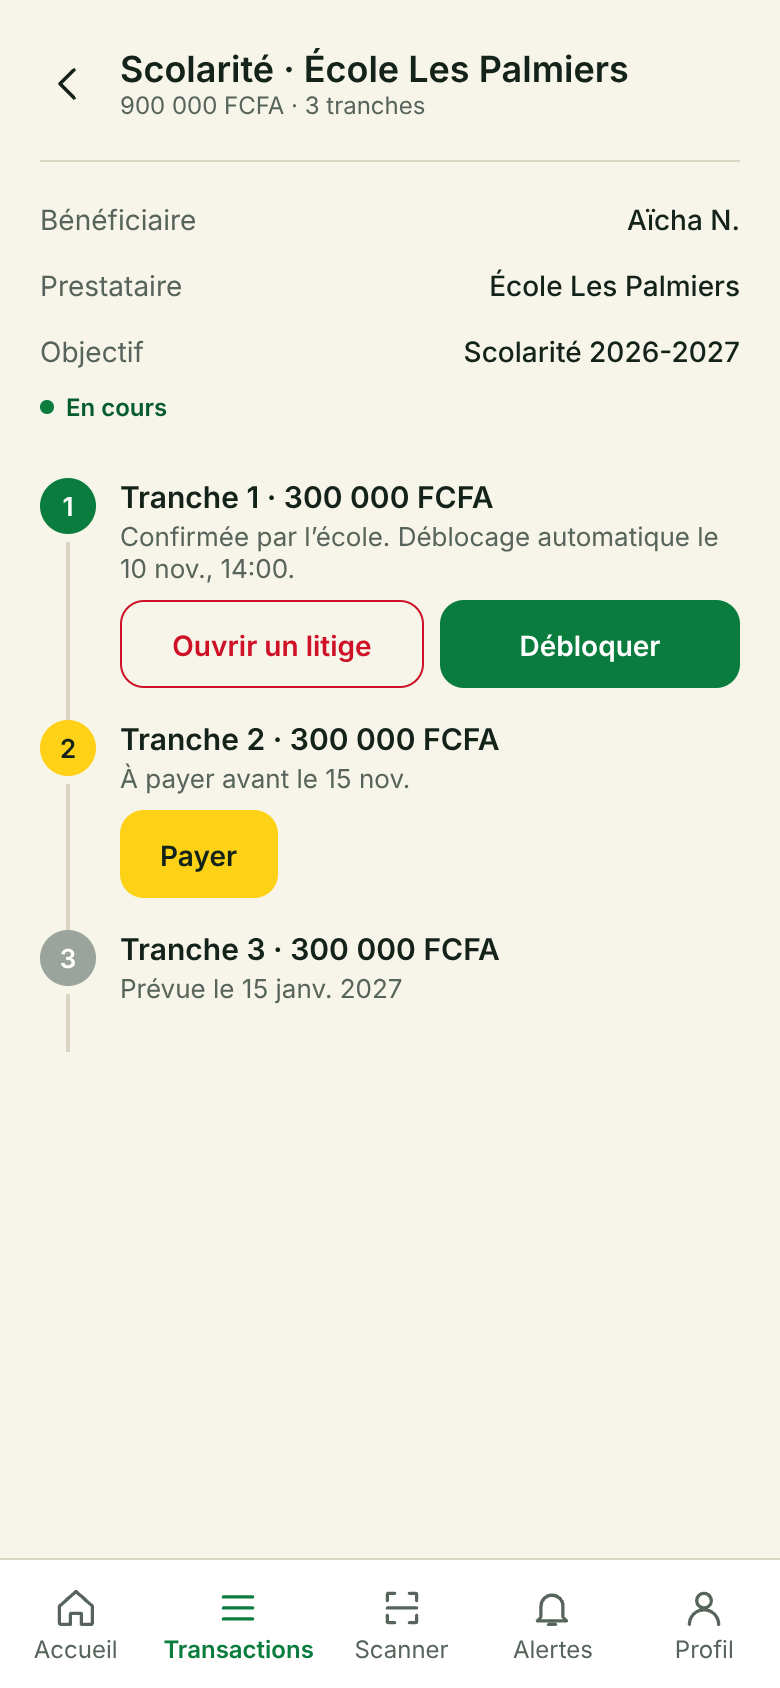 Scolarité · École Les Palmiers
900 000 FCFA · 3 tranches
Bénéficiaire Aïcha N.
Prestataire École Les Palmiers
Objectif Scolarité 2026-2027
En cours
1 Tranche 1 · 300 000 FCFA
Confirmée par l’école. Déblocage automatique le
10 nov., 14:00.
Ouvrir un litige Débloquer
2 Tranche 2 · 300 000 FCFA
À payer avant le 15 nov.
Payer
3 Tranche 3 · 300 000 FCFA
Prévue le 15 janv. 2027
Accueil Transactions Scanner Alertes Profil